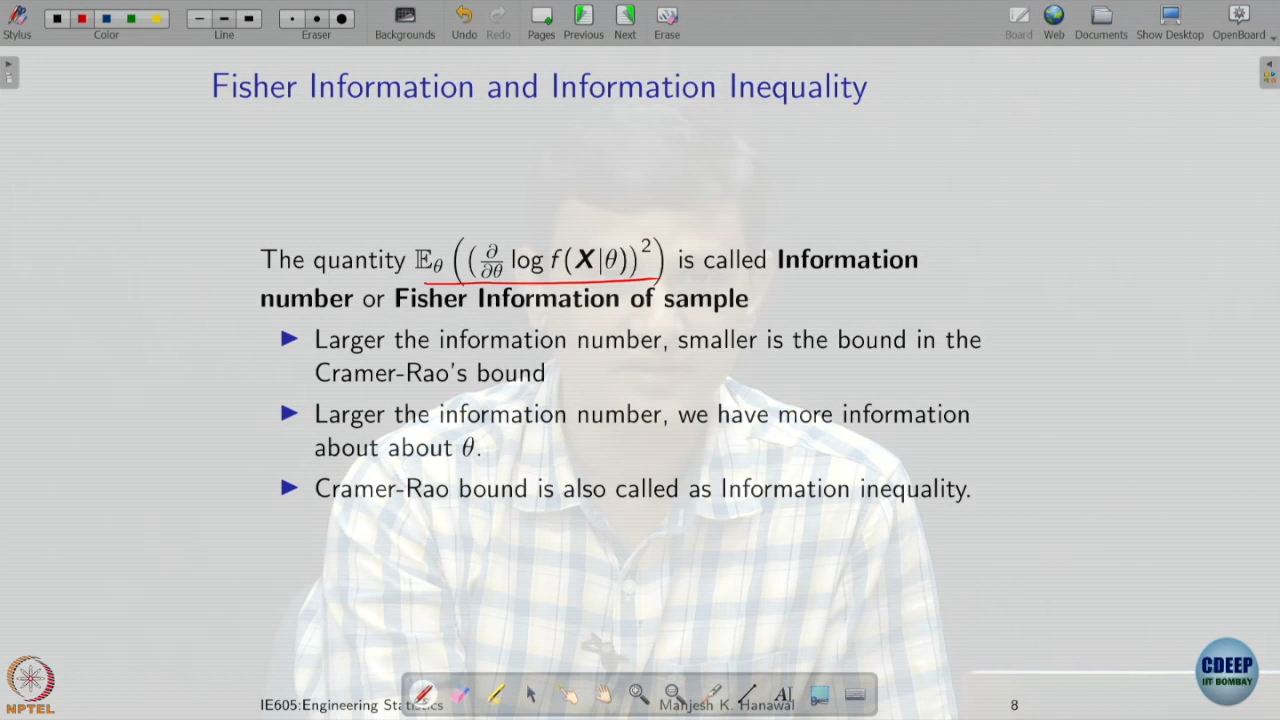 Stylus
Color
Line
Eraser
Backgrounds
Undo
Redo
Pages
Previous
Next
Erase
Board
Web
Documents
Show Desktop
OpenBoard
Fisher Information and Information Inequality
The quantity 𝔼θ ((∂/∂θ log f(X|θ))²) is called Information
number or Fisher Information of sample
▶ Larger the information number, smaller is the bound in the
Cramer-Rao's bound
▶ Larger the information number, we have more information
about about θ.
▶ Cramer-Rao bound is also called as Information inequality.
NPTEL
IE605:Engineering Statistics
Manjesh K. Hanawal
8
CDEEP
IIT BOMBAY